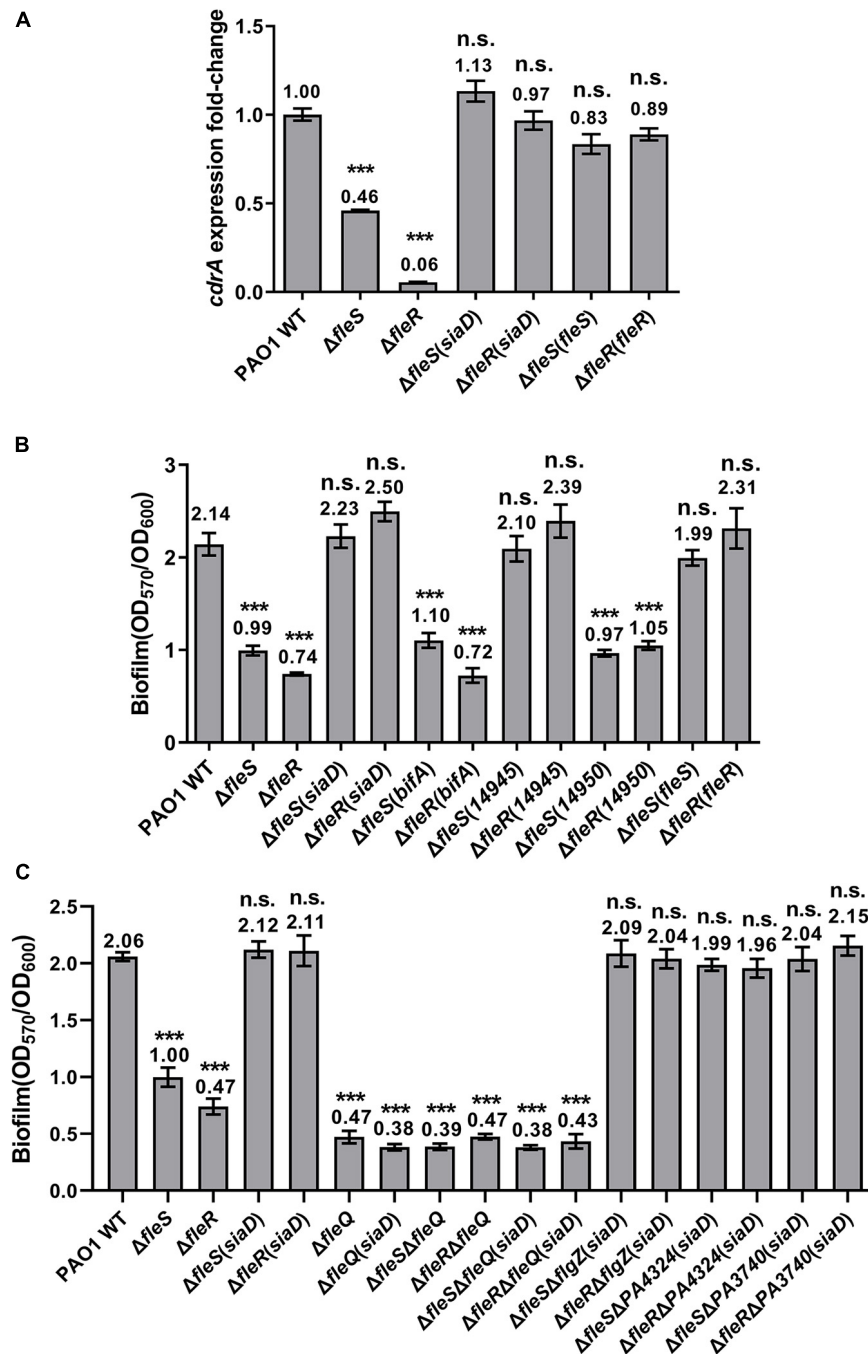 A
cdrA expression fold-change
1.5
1.0
0.5
0.0
1.00
***
0.46
***
0.06
n.s.
1.13
n.s.
0.97
n.s.
0.83
n.s.
0.89
PAO1 WT
ΔfleS
ΔfleR
ΔfleS(siaD)
ΔfleR(siaD)
ΔfleS(fleS)
ΔfleR(fleR)
B
Biofilm(OD570/OD600)
3
2
1
0
2.14
***
0.99
***
0.74
n.s.
2.23
n.s.
2.50
***
1.10
***
0.72
n.s.
2.10
n.s.
2.39
***
0.97
***
1.05
n.s.
1.99
n.s.
2.31
PAO1 WT
ΔfleS
ΔfleR
ΔfleS(siaD)
ΔfleR(siaD)
ΔfleS(bifA)
ΔfleR(bifA)
ΔfleS(14945)
ΔfleR(14945)
ΔfleS(14950)
ΔfleR(14950)
ΔfleS(fleS)
ΔfleR(fleR)
C
Biofilm(OD570/OD600)
2.5
2.0
1.5
1.0
0.5
0.0
2.06
***
1.00
***
0.47
n.s.
2.12
n.s.
2.11
***
0.47
***
0.38
***
0.39
***
0.47
***
0.38
***
0.43
n.s.
2.09
n.s.
2.04
n.s.
1.99
n.s.
1.96
n.s.
2.04
n.s.
2.15
PAO1 WT
ΔfleS
ΔfleR
ΔfleS(siaD)
ΔfleR(siaD)
ΔfleQ
ΔfleQ(siaD)
ΔfleSΔfleQ
ΔfleRΔfleQ
ΔfleSΔfleQ(siaD)
ΔfleRΔfleQ(siaD)
ΔfleSΔflgZ(siaD)
ΔfleRΔflgZ(siaD)
ΔfleSΔPA4324(siaD)
ΔfleRΔPA4324(siaD)
ΔfleSΔPA3740(siaD)
ΔfleRΔPA3740(siaD)